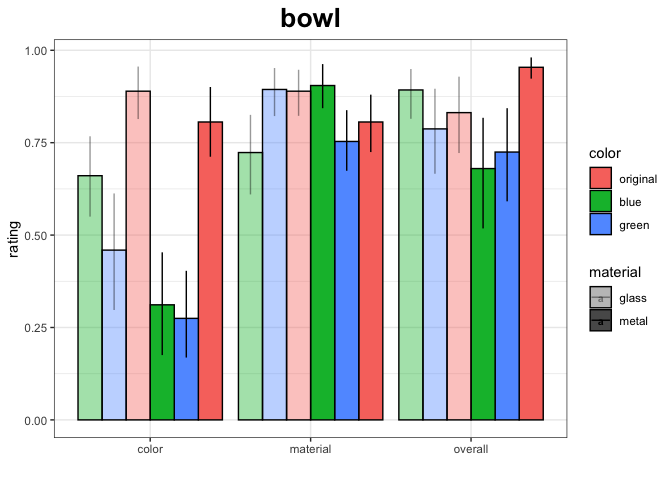 bowl
1.00
0.75
0.50
0.25
0.00
rating
color
material
overall
color
original
blue
green
material
a glass
a metal